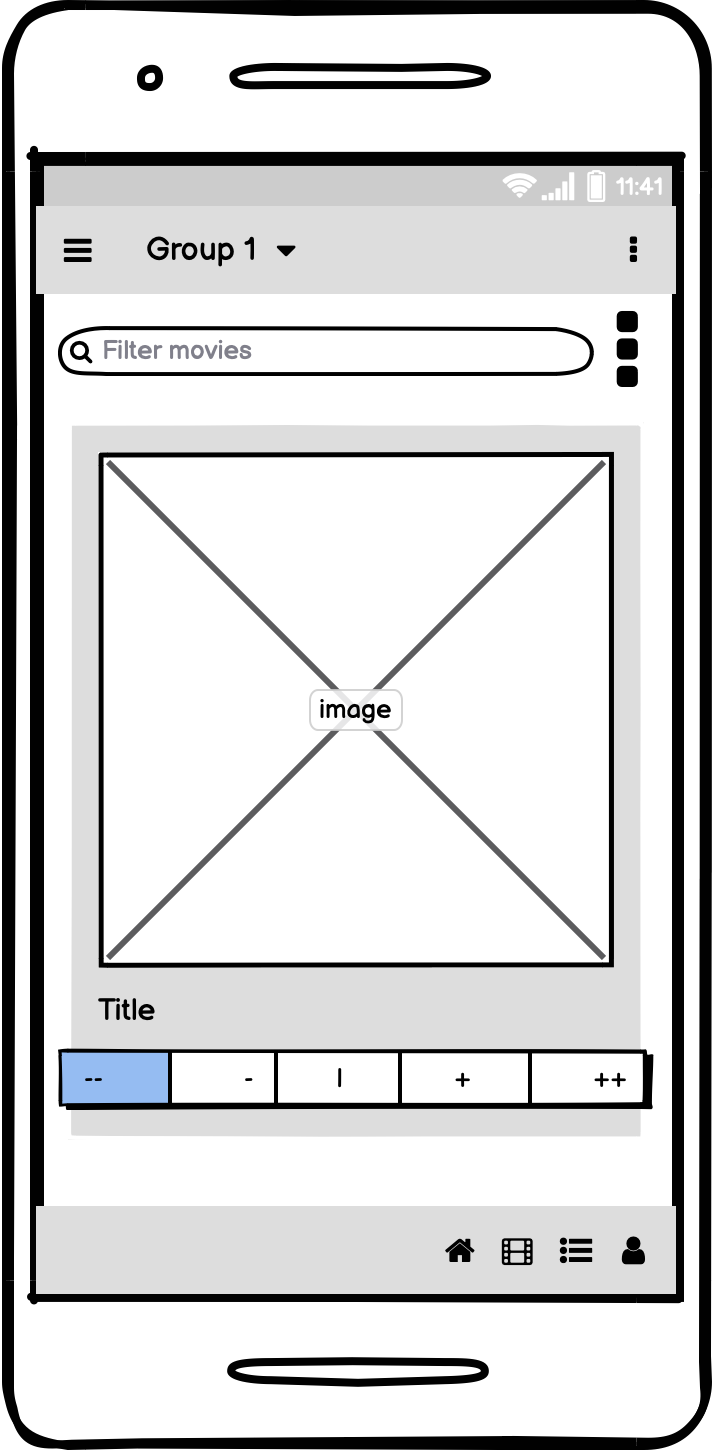 11:41
Group 1
Filter movies
image
Title
-- - | + ++